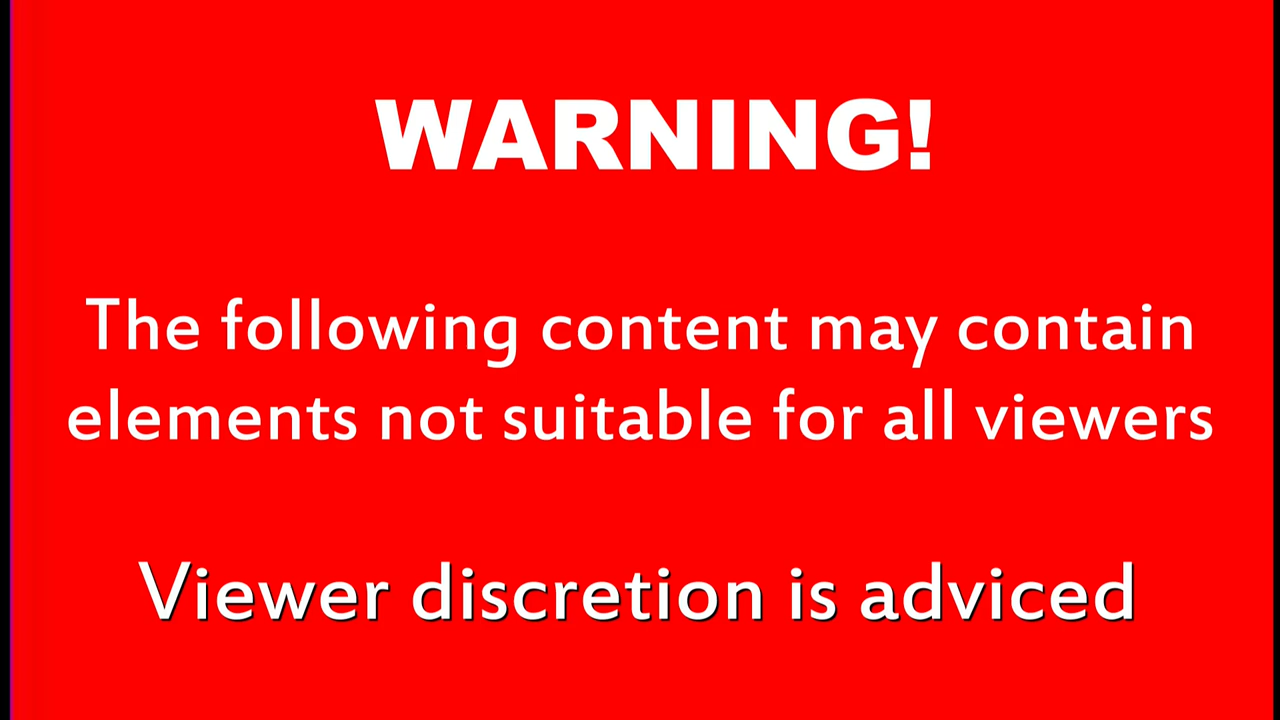 WARNING!
The following content may contain
elements not suitable for all viewers
Viewer discretion is adviced